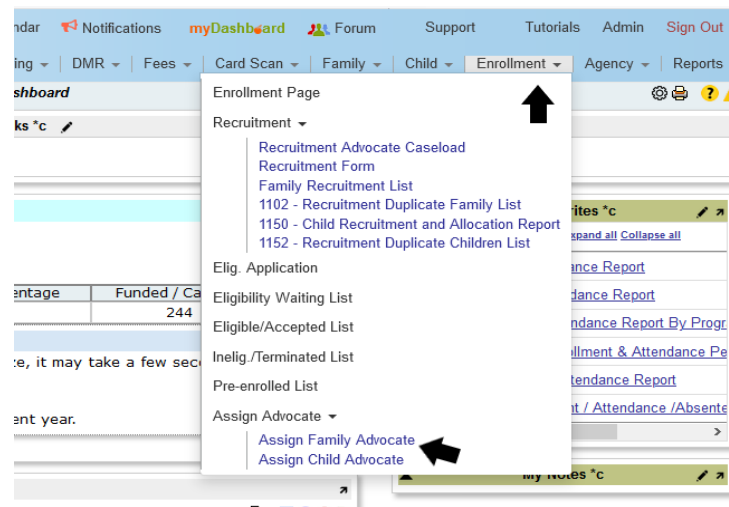 ndar Notifications myDashboard Forum Support Tutorials Admin Sign Out
ing DMR Fees Card Scan Family Child Enrollment Agency Reports
shboard
ks *c
Enrollment Page
Recruitment
Recruitment Advocate Caseload
Recruitment Form
Family Recruitment List
1102 - Recruitment Duplicate Family List
1150 - Child Recruitment and Allocation Report
1152 - Recruitment Duplicate Children List
Elig. Application
Eligibility Waiting List
Eligible/Accepted List
Inelig./Terminated List
Pre-enrolled List
Assign Advocate
Assign Family Advocate
Assign Child Advocate
entage Funded / Ca
244
ze, it may take a few sec
ent year.
rites *c
xpand all Collapse all
ance Report
dance Report
ndance Report By Progr
llment & Attendance Pe
tendance Report
nt / Attendance /Absente
My Notes *c